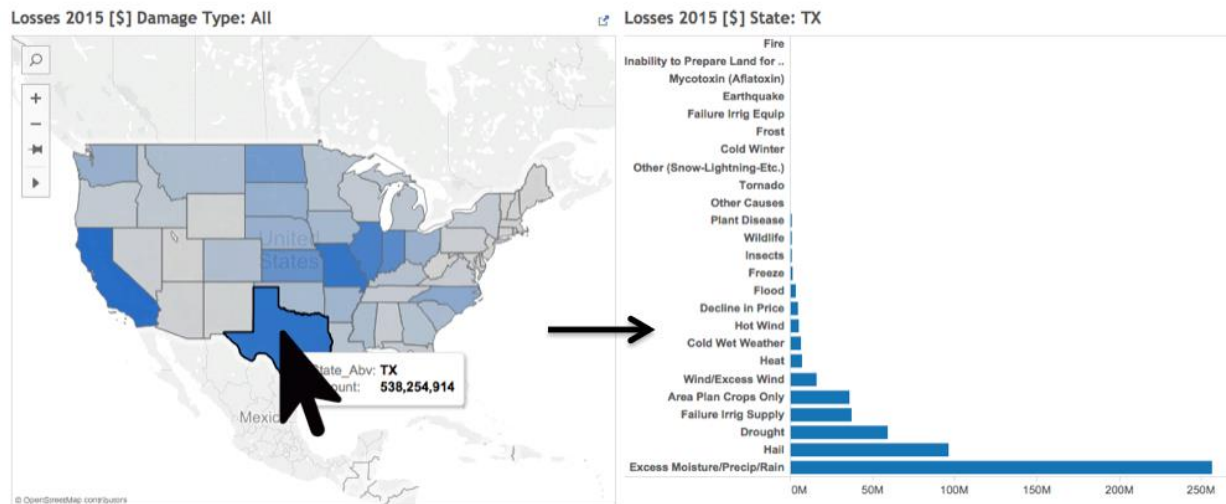 Losses 2015 [$] Damage Type: All
United
States
State_Abv: TX
ount: 538,254,914
Mexic
© OpenStreetMap contributors
Losses 2015 [$] State: TX
Fire
Inability to Prepare Land for ..
Mycotoxin (Aflatoxin)
Earthquake
Failure Irrig Equip
Frost
Cold Winter
Other (Snow-Lightning-Etc.)
Tornado
Other Causes
Plant Disease
Wildlife
Insects
Freeze
Flood
Decline in Price
Hot Wind
Cold Wet Weather
Heat
Wind/Excess Wind
Area Plan Crops Only
Failure Irrig Supply
Drought
Hail
Excess Moisture/Precip/Rain
0M 50M 100M 150M 200M 250M